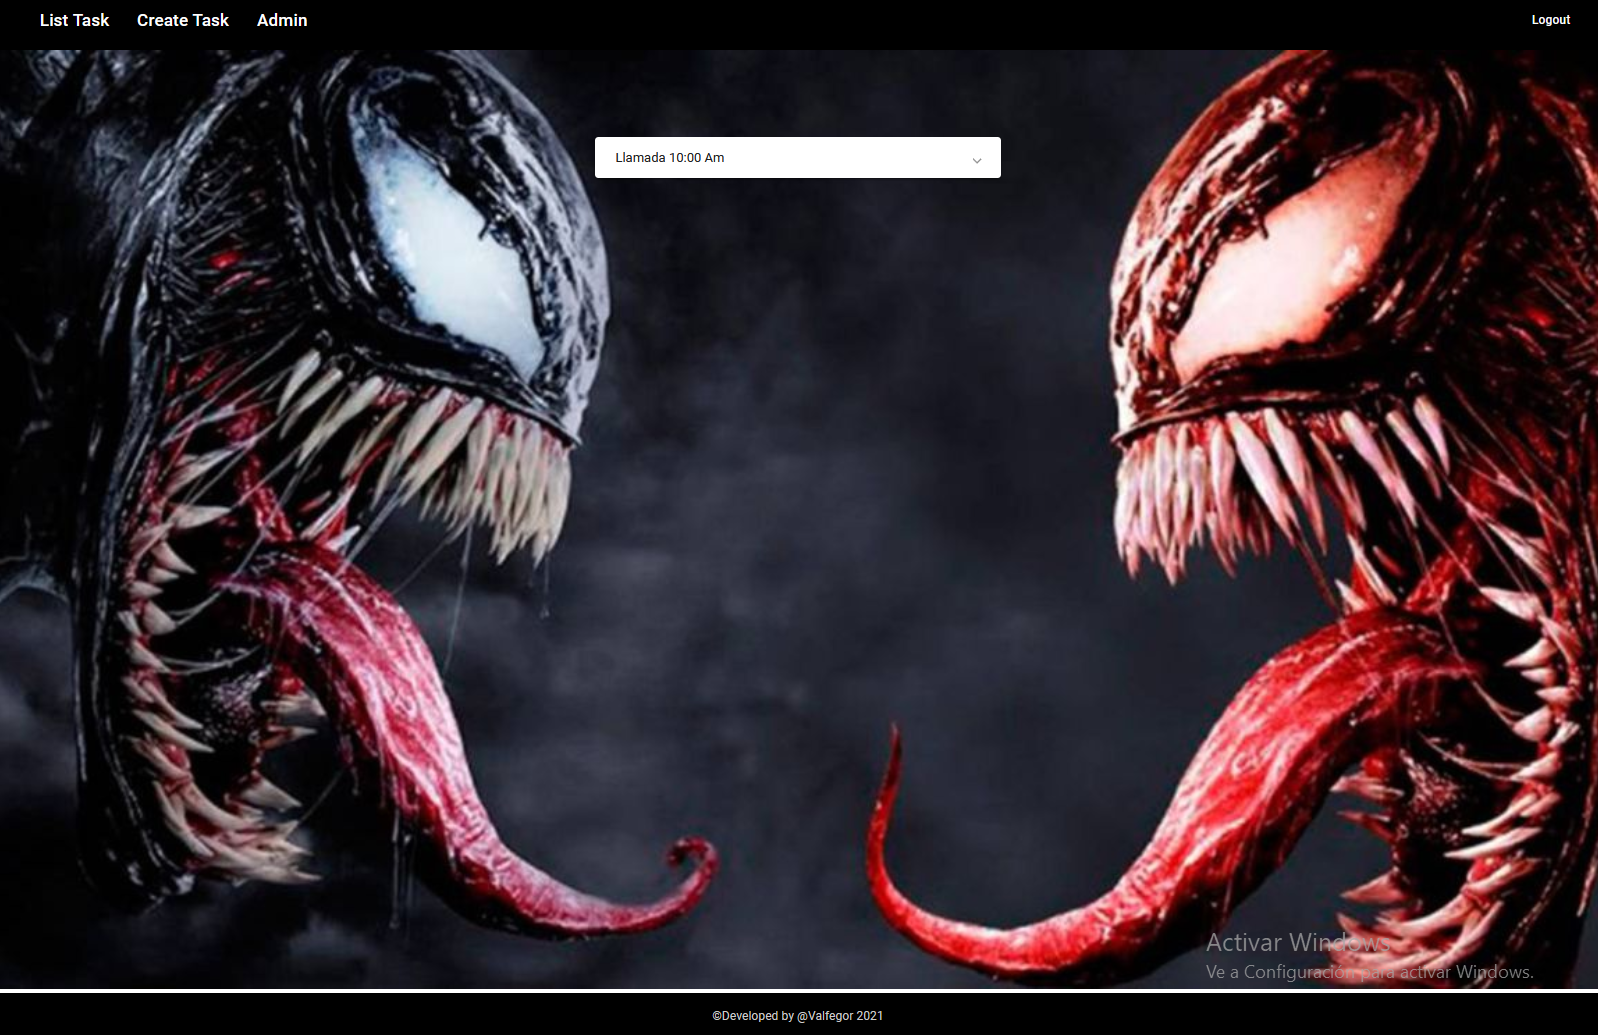 List Task Create Task Admin Logout
Llamada 10:00 Am
Activar Windows
Ve a Configuración para activar Windows.
©Developed by @Valfegor 2021